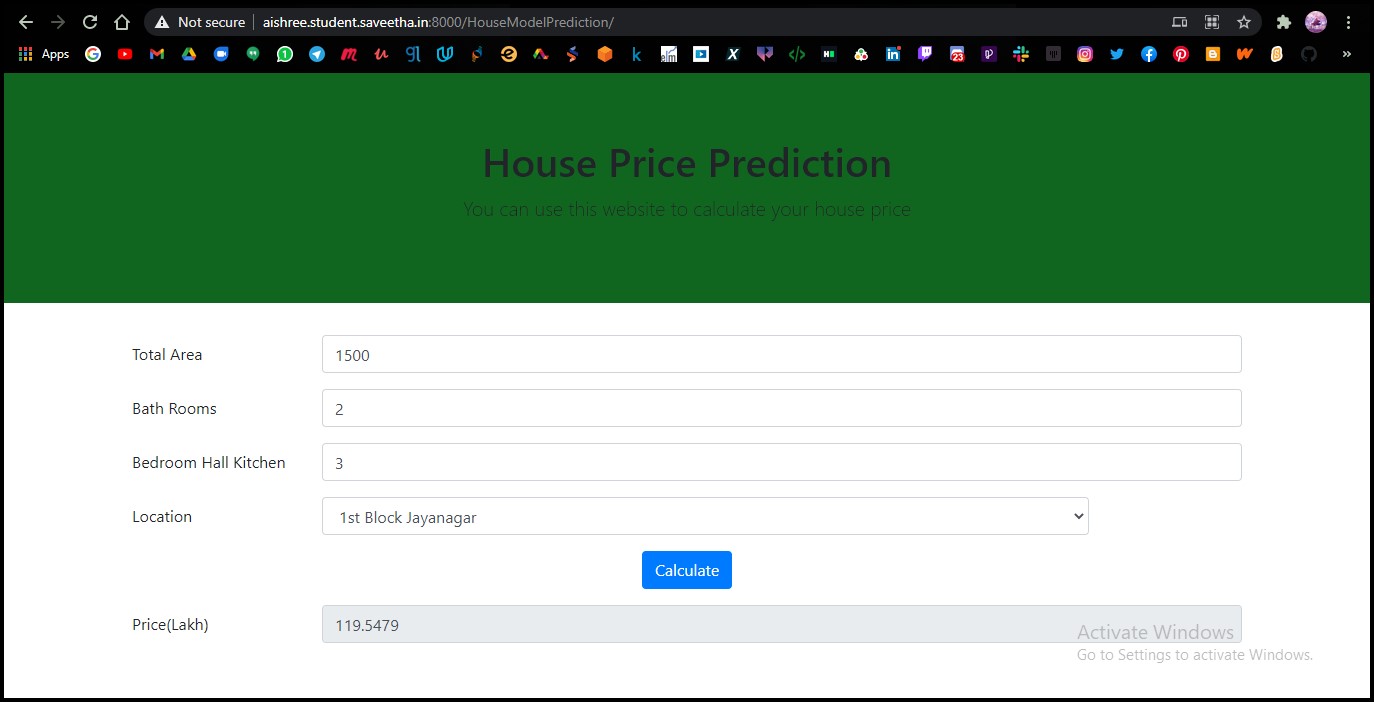 Not secure aishree.student.saveetha.in:8000/HouseModelPrediction/
Apps
House Price Prediction
You can use this website to calculate your house price
Total Area 1500
Bath Rooms 2
Bedroom Hall Kitchen 3
Location 1st Block Jayanagar
Calculate
Price(Lakh) 119.5479
Activate Windows
Go to Settings to activate Windows.